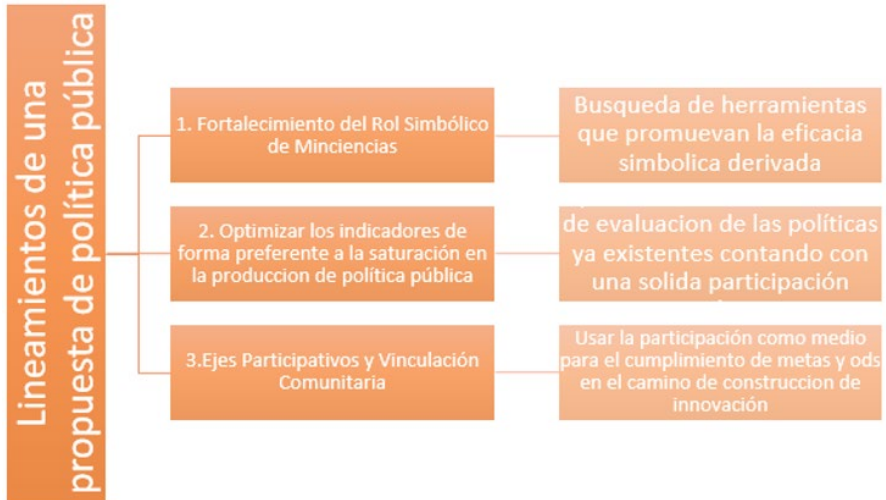 Lineamientos de una
propuesta de política pública
1. Fortalecimiento del Rol Simbólico
de Minciencias
Busqueda de herramientas
que promuevan la eficacia
simbolica derivada
2. Optimizar los indicadores de
forma preferente a la saturación en
la produccion de política pública
de evaluacion de las políticas
ya existentes contando con
una solida participación
3.Ejes Participativos y Vinculación
Comunitaria
Usar la participación como medio
para el cumplimiento de metas y ods
en el camino de construccion de
innovación